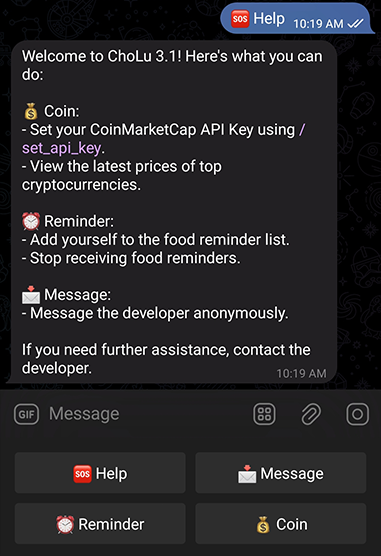 🆘 Help 10:19 AM
Welcome to ChoLu 3.1! Here's what you can
do:
💰 Coin:
- Set your CoinMarketCap API Key using /
set_api_key.
- View the latest prices of top
cryptocurrencies.
⏰ Reminder:
- Add yourself to the food reminder list.
- Stop receiving food reminders.
📩 Message:
- Message the developer anonymously.
If you need further assistance, contact the
developer.
10:19 AM
GIF Message
🆘 Help
📩 Message
⏰ Reminder
💰 Coin